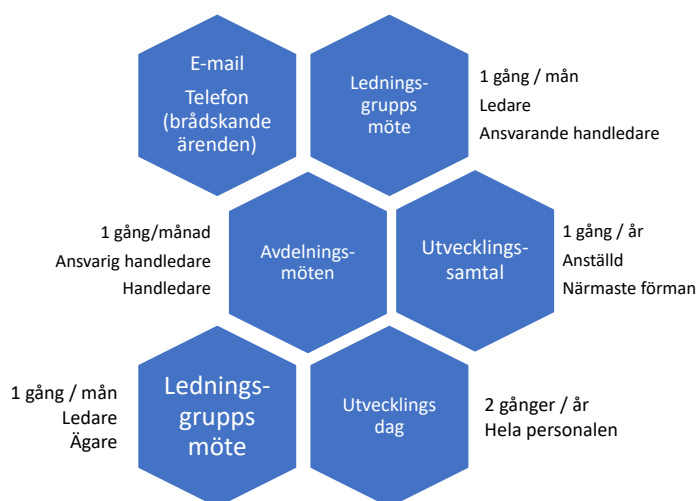 E-mail
Telefon
(brådskande
ärenden)
Lednings-
grupps
möte
1 gång / mån
Ledare
Ansvarande handledare
1 gång/månad
Ansvarig handledare
Handledare
Avdelnings-
möten
Utvecklings-
samtal
1 gång / år
Anställd
Närmaste förman
1 gång / mån
Ledare
Ägare
Lednings-
grupps
möte
Utvecklings
dag
2 gånger / år
Hela personalen